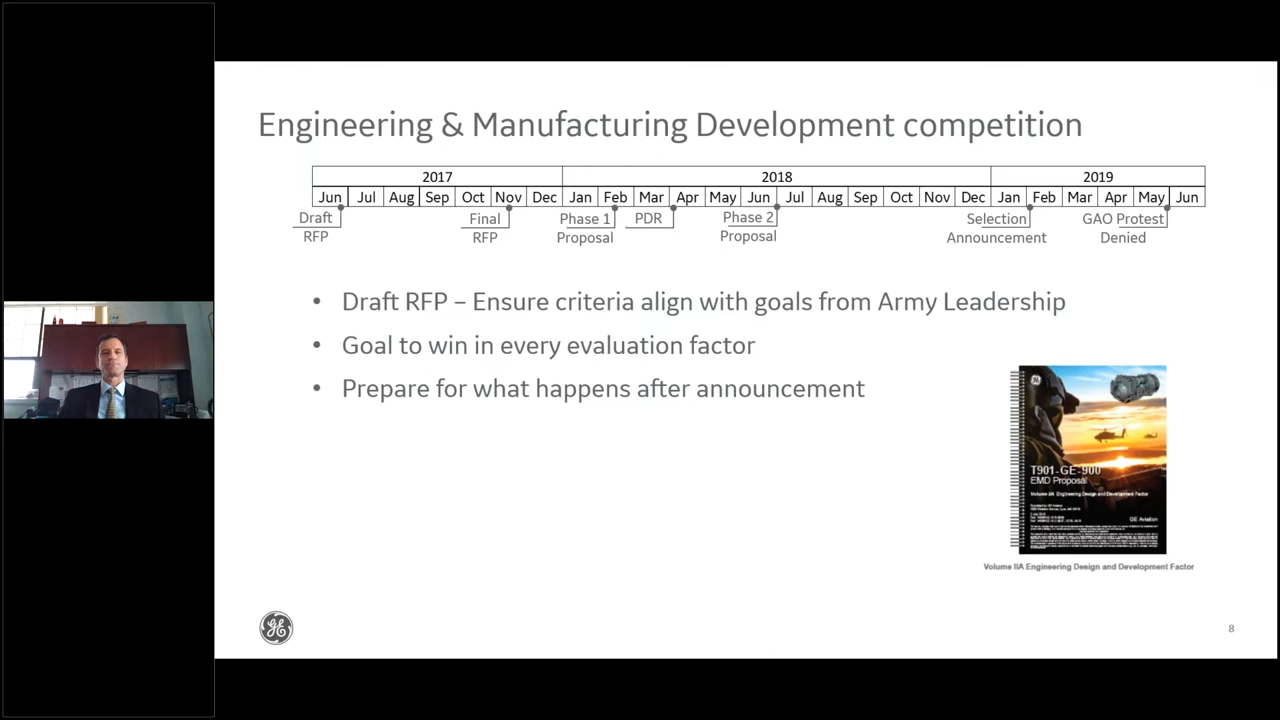 Engineering & Manufacturing Development competition
2017 2018 2019
Jun Jul Aug Sep Oct Nov Dec Jan Feb Mar Apr May Jun Jul Aug Sep Oct Nov Dec Jan Feb Mar Apr May Jun
Draft Final Phase 1 PDR Phase 2 Selection GAO Protest
RFP RFP Proposal Proposal Announcement Denied
• Draft RFP – Ensure criteria align with goals from Army Leadership
• Goal to win in every evaluation factor
• Prepare for what happens after announcement
T901-GE-900
EMD Proposal
Volume IIA Engineering Design and Development Factor
GE Aviation
Volume IIA Engineering Design and Development Factor
GE
8